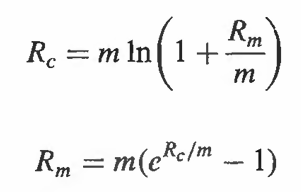 R_c = m ln(1 + R_m/m)
R_m = m(e^{R_c/m} − 1)